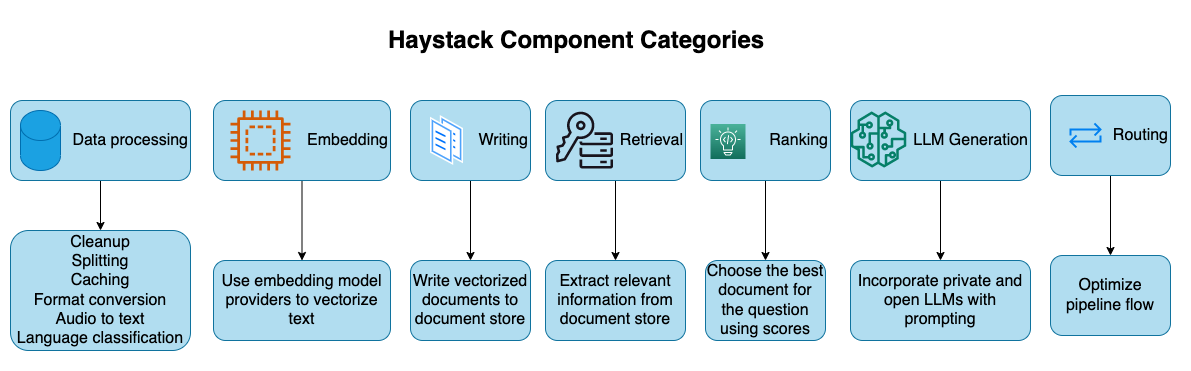 Haystack Component Categories
Data processing
Embedding
Writing
Retrieval
Ranking
LLM Generation
Routing
Cleanup
Splitting
Caching
Format conversion
Audio to text
Language classification
Use embedding model
providers to vectorize
text
Write vectorized
documents to
document store
Extract relevant
information from
document store
Choose the best
document for
the question
using scores
Incorporate private and
open LLMs with
prompting
Optimize
pipeline flow